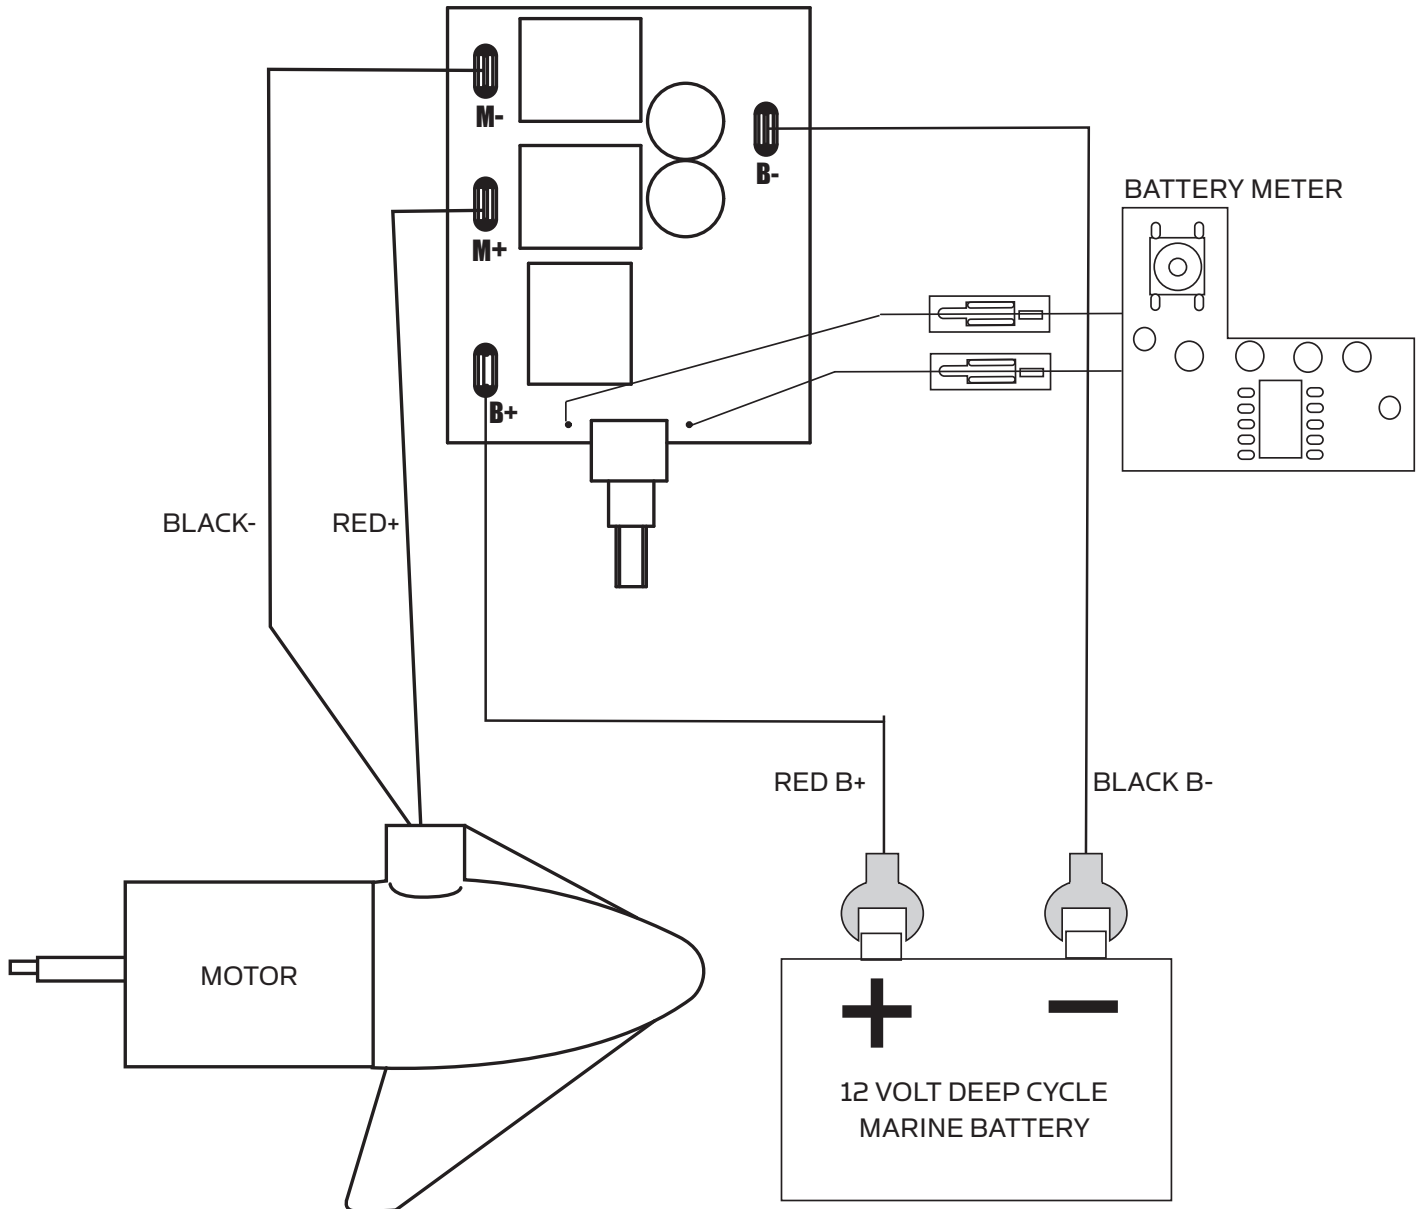 M-
B-
BATTERY METER
M+
B+
BLACK-
RED+
RED B+
BLACK B-
MOTOR
12 VOLT DEEP CYCLE
MARINE BATTERY